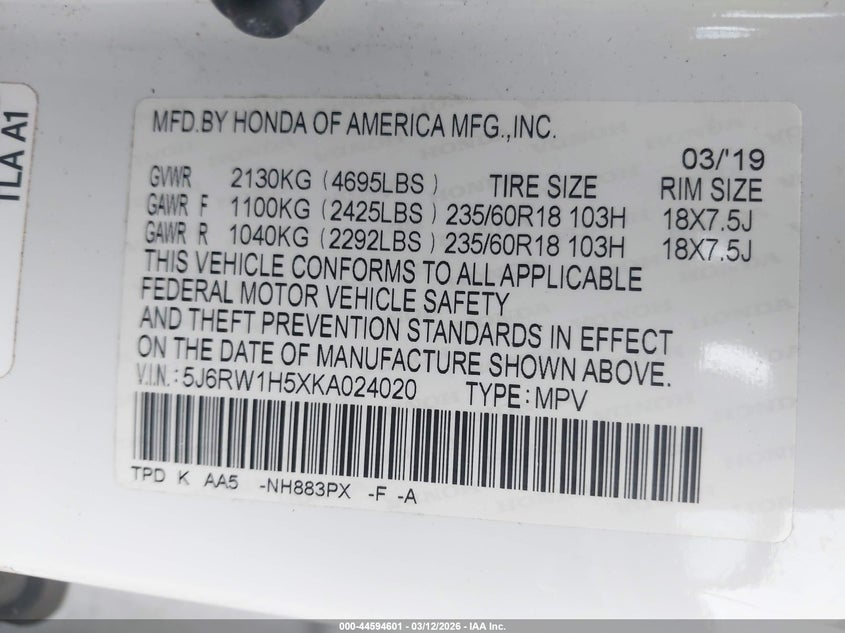 TLA A1
MFD.BY HONDA OF AMERICA MFG.,INC.
03/'19
GVWR 2130KG (4695LBS) TIRE SIZE RIM SIZE
GAWR F 1100KG (2425LBS) 235/60R18 103H 18X7.5J
GAWR R 1040KG (2292LBS) 235/60R18 103H 18X7.5J
THIS VEHICLE CONFORMS TO ALL APPLICABLE
FEDERAL MOTOR VEHICLE SAFETY
AND THEFT PREVENTION STANDARDS IN EFFECT
ON THE DATE OF MANUFACTURE SHOWN ABOVE.
V.I.N.: 5J6RW1H5XKA024020 TYPE: MPV
TPD K AA5 -NH883PX -F -A
000-44594601 | 03/12/2026 - IAA Inc.